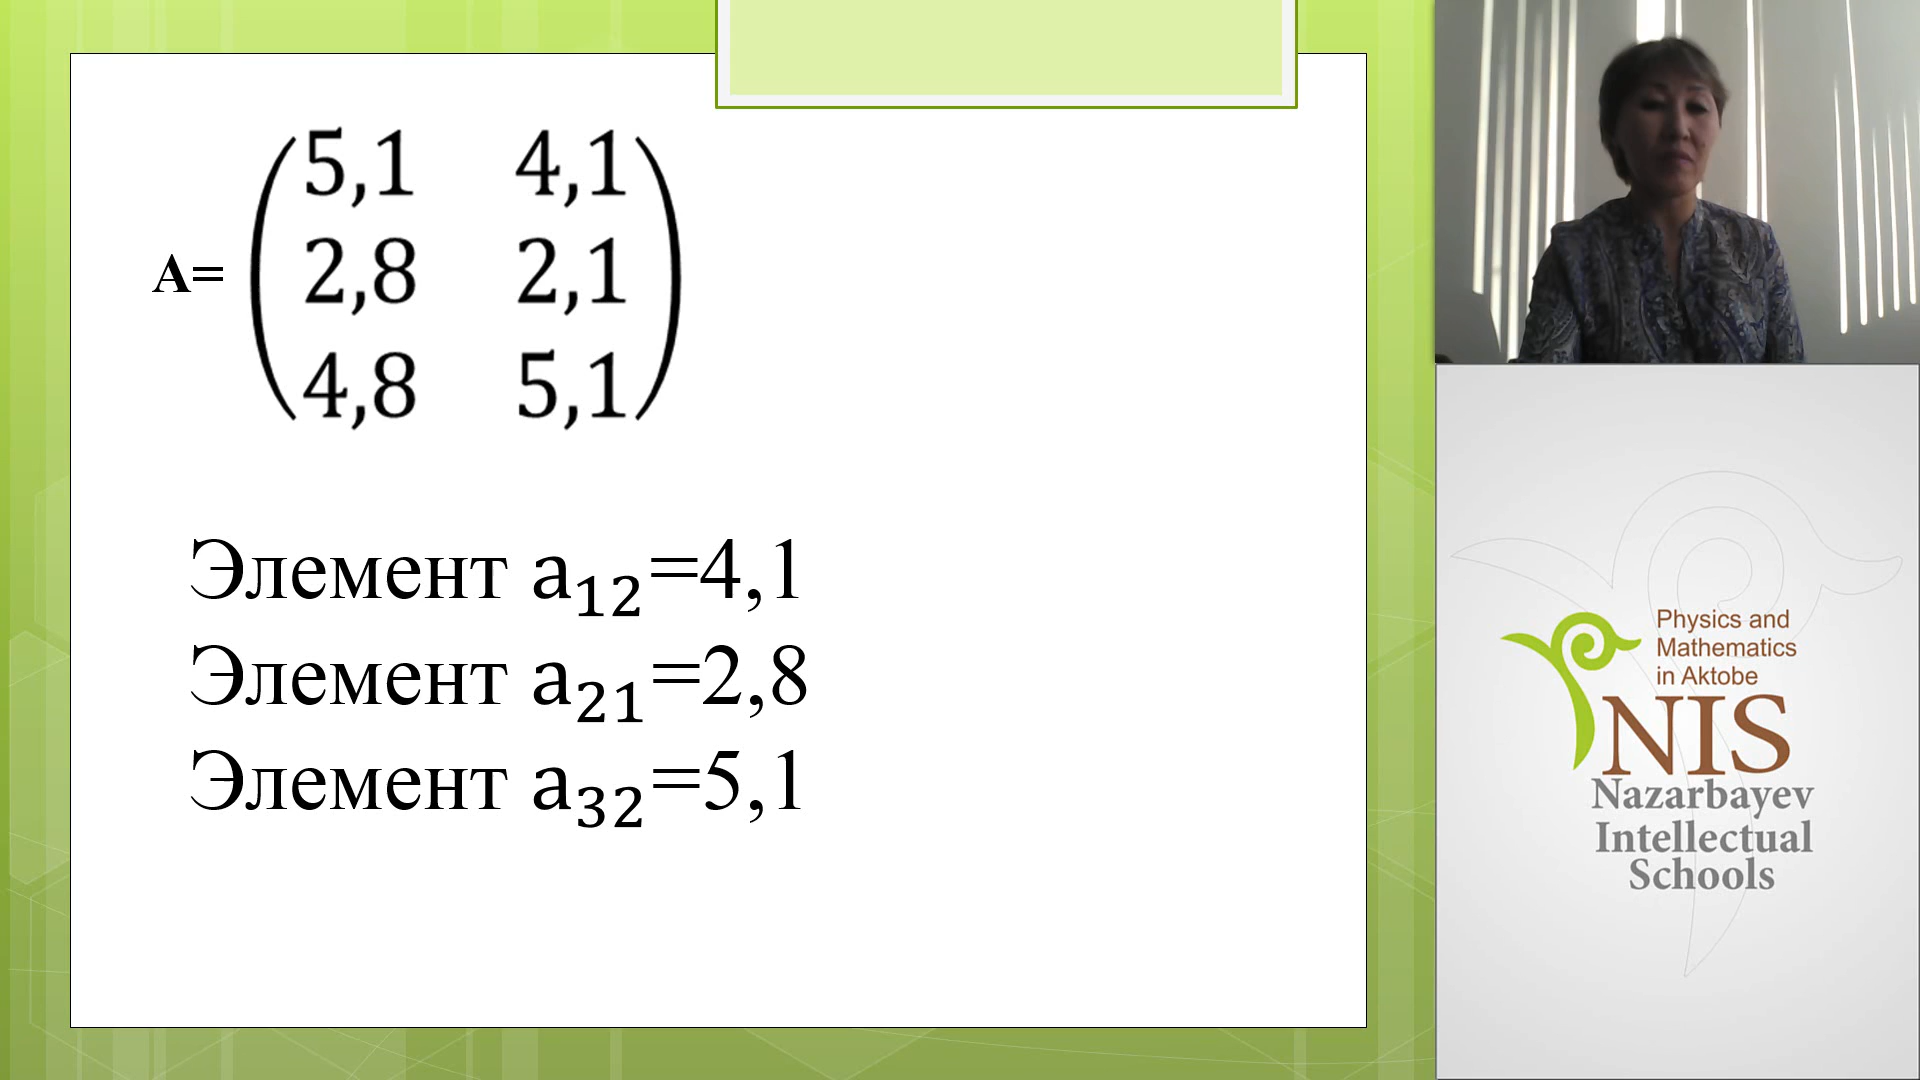 A=
5,1 4,1
2,8 2,1
4,8 5,1
Элемент a₁₂=4,1
Элемент a₂₁=2,8
Элемент a₃₂=5,1
Physics and
Mathematics
in Aktobe
NIS
Nazarbayev
Intellectual
Schools